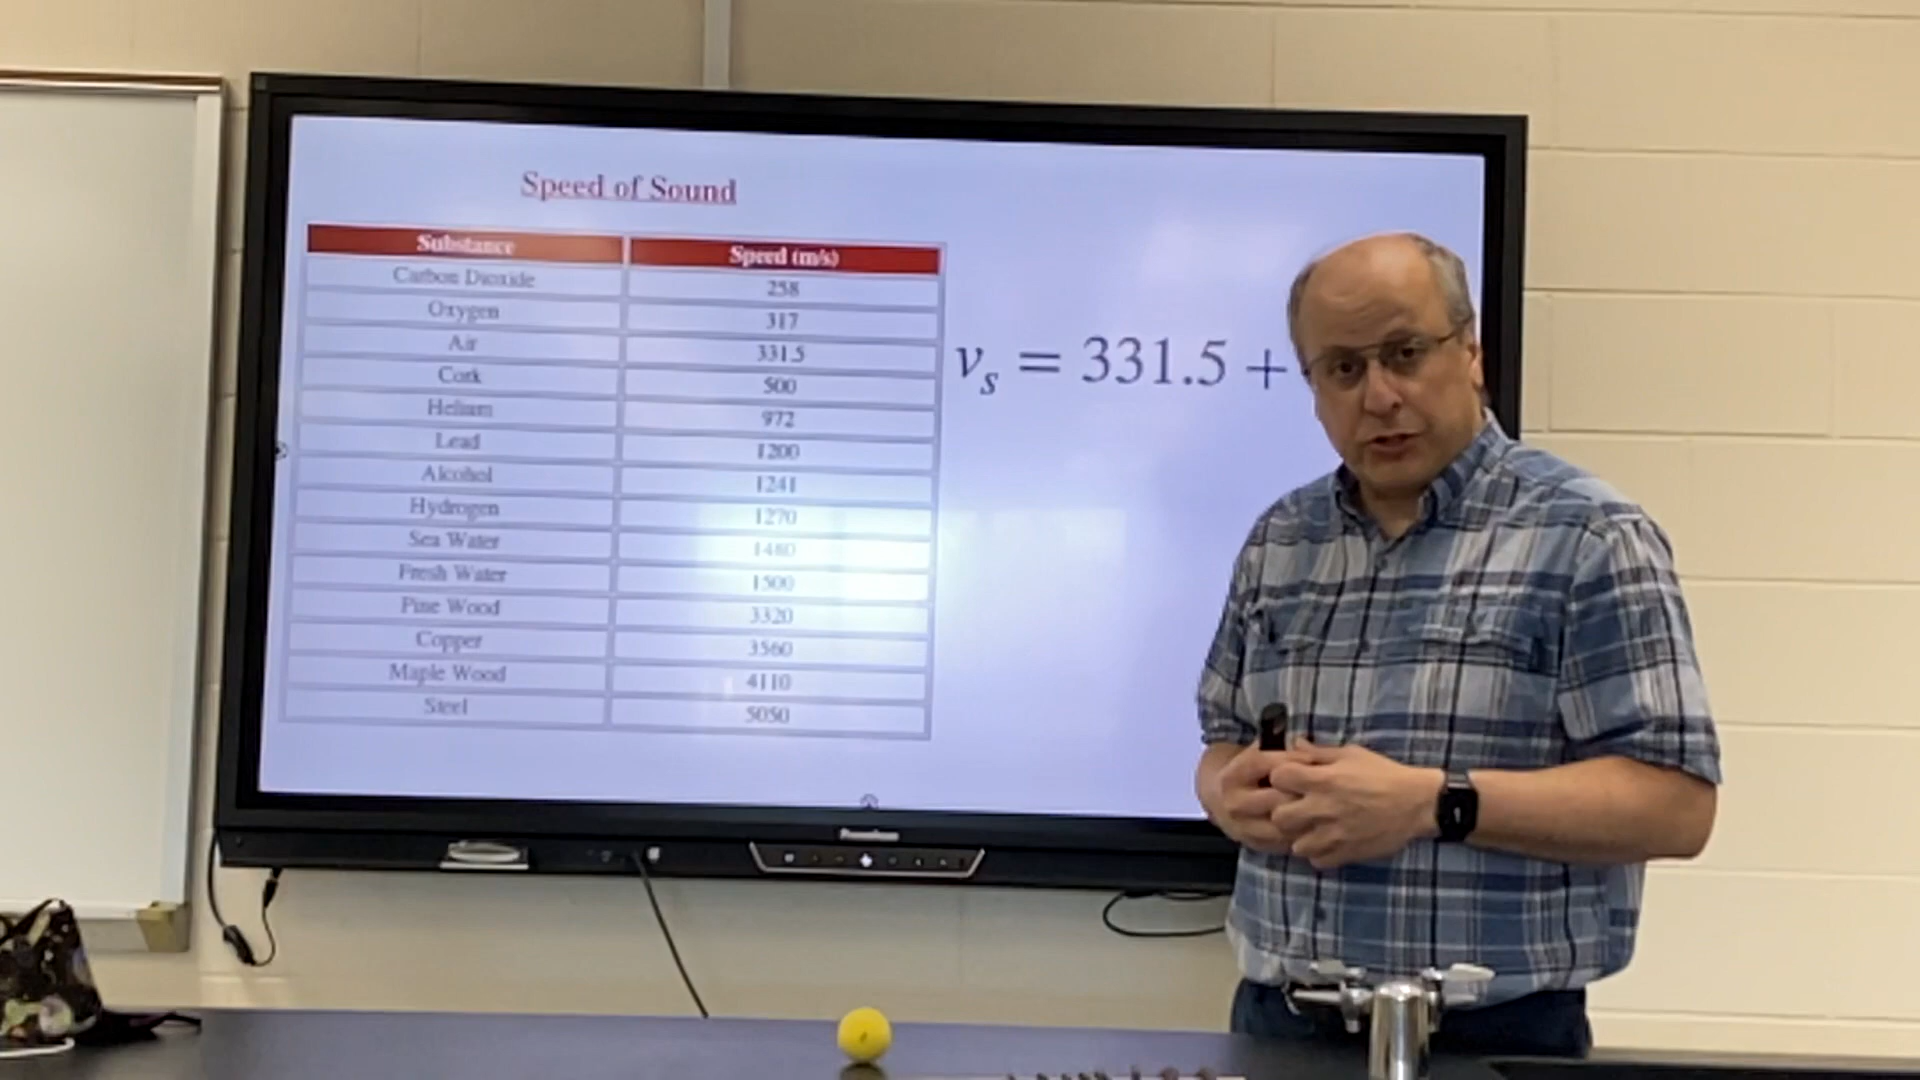 Speed of Sound
Substance Speed (m/s)
Carbon Dioxide 258
Oxygen 317
Air 331.5
Cork 500
Helium 972
Lead 1200
Alcohol 1241
Hydrogen 1270
Sea Water 1480
Fresh Water 1500
Pine Wood 3320
Copper 3560
Maple Wood 4110
Steel 5050
vₛ = 331.5 +
Promethean